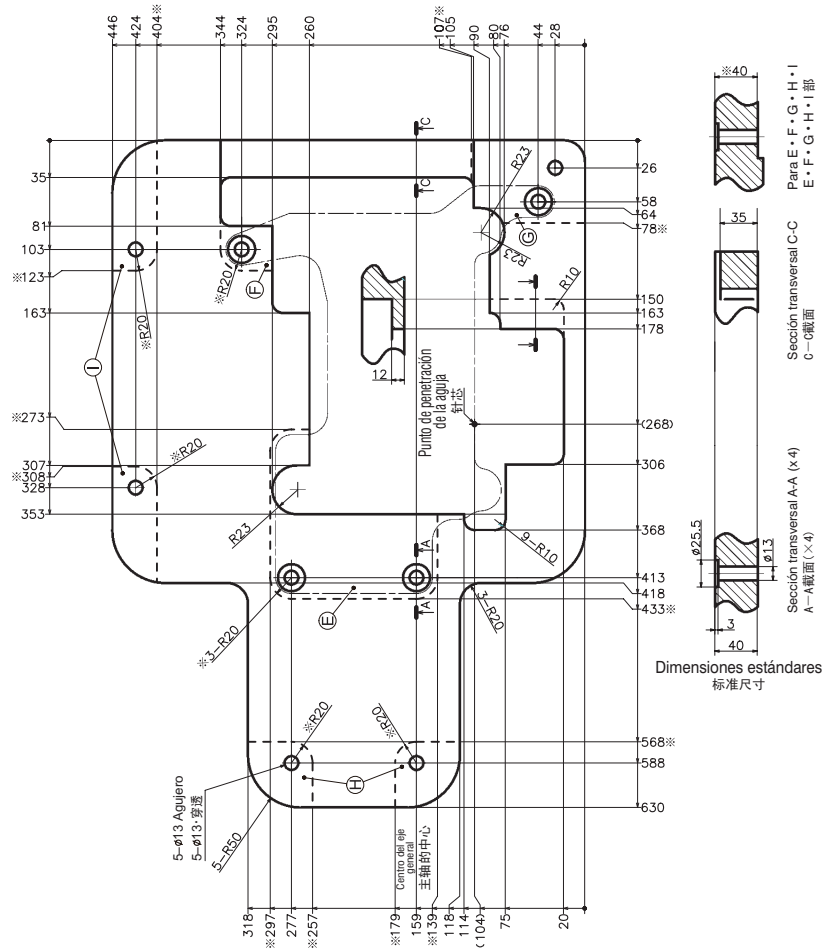 446
424
404※
344
324
295
260
107※
105
90
80
76
44
28
35
81
103
※123
163
※273
307
※308
328
353
26
58
64
78※
150
163
178
(268)
306
368
413
418
433※
568※
588
630
C
C
R23
R23
G
R10
※R20
F
※R20
I
※R20
12
Punto de penetración
de la aguja
针芯
R23
9-R10
A
A
E
※3-R20
3-R20
※R20
※R20
H
5-ø13 Agujero
5-ø13·穿透
5-R50
Centro del eje
general
主轴的中心
318
※297
277
※257
※179
159
※139
118
114
(104)
75
20
※40
Para E・F・G・H・I
E・F・G・H・I 部
35
Sección transversal C-C
C－C截面
ø25.5
ø13
3
40
Sección transversal A-A (x 4)
A－A截面(×4)
Dimensiones estándares
标准尺寸